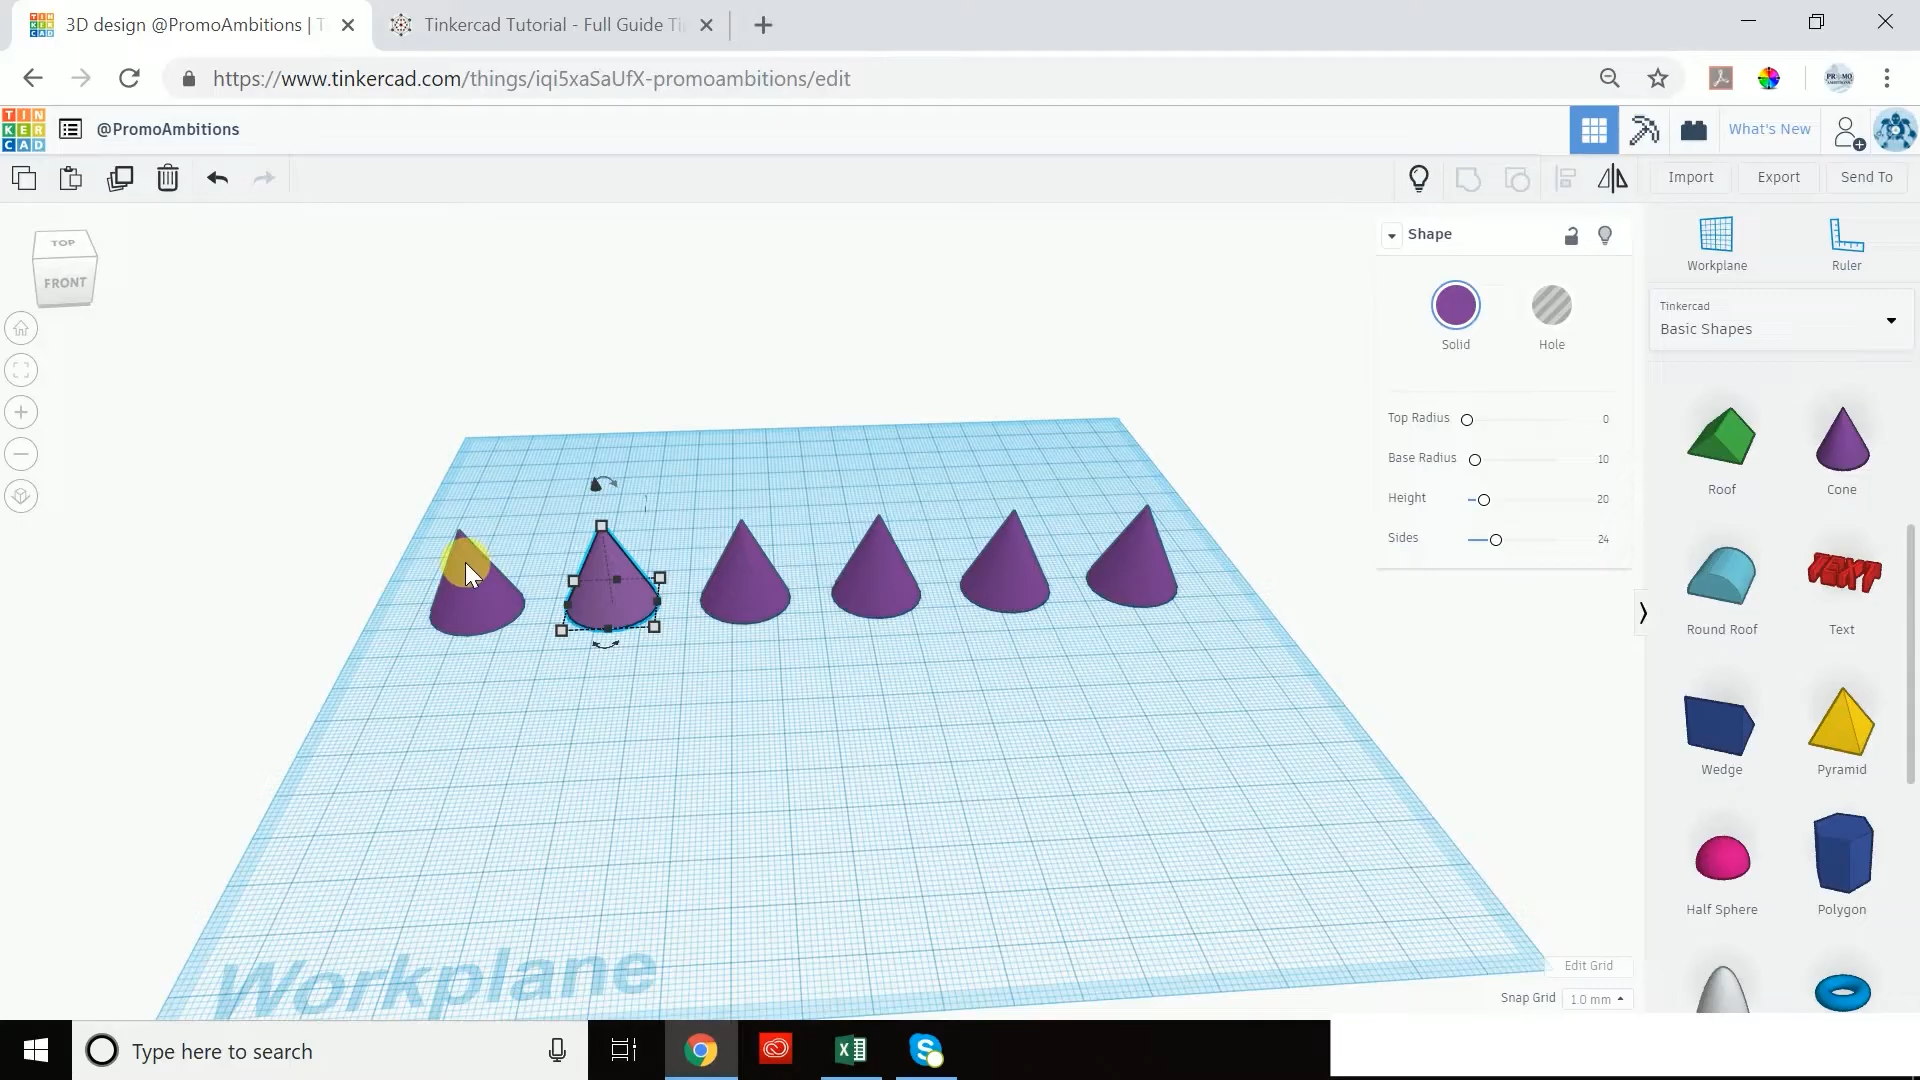 3D design @PromoAmbitions | T
Tinkercad Tutorial - Full Guide Ti
https://www.tinkercad.com/things/iqi5xaSaUfX-promoambitions/edit
PROMO
TIN
KER
CAD
@PromoAmbitions
What's New
Import
Export
Send To
TOP
FRONT
Shape
Solid
Hole
Top Radius
0
Base Radius
10
Height
20
Sides
24
Workplane
Ruler
Tinkercad
Basic Shapes
Roof
Cone
TEXT
Round Roof
Text
Wedge
Pyramid
Half Sphere
Polygon
Workplane
Edit Grid
Snap Grid
1.0 mm
Type here to search